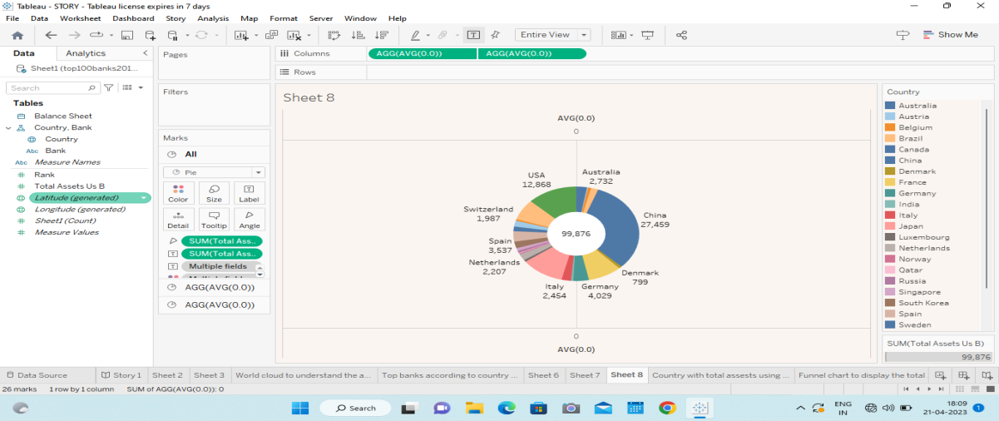 Tableau - STORY - Tableau license expires in 7 days
File Data Worksheet Dashboard Story Analysis Map Format Server Window Help
Entire View
Show Me
Data Analytics
Sheet1 (top100banks201...
Search
Tables
Balance Sheet
Country, Bank
Country
Abc Bank
Abc Measure Names
Rank
Total Assets Us B
Latitude (generated)
Longitude (generated)
Sheet1 (Count)
Measure Values
Pages
Filters
Marks
All
Pie
Color Size Label
Detail Tooltip Angle
SUM(Total Ass..
SUM(Total Ass..
Multiple fields
AGG(AVG(0.0))
AGG(AVG(0.0))
Columns AGG(AVG(0.0)) AGG(AVG(0.0))
Rows
Sheet 8
AVG(0.0)
0
USA
12,868
Australia
2,732
Switzerland
1,987
China
27,459
99,876
Spain
3,537
Netherlands
2,207
Denmark
799
Italy
2,454
Germany
4,029
0
AVG(0.0)
Country
Australia
Austria
Belgium
Brazil
Canada
China
Denmark
France
Germany
India
Italy
Japan
Luxembourg
Netherlands
Norway
Qatar
Russia
Singapore
South Korea
Spain
Sweden
SUM(Total Assets Us B)
99,876
Data Source Story 1 Sheet 2 Sheet 3 World cloud to understand the a... Top banks according to country ... Sheet 6 Sheet 7 Sheet 8 Country with total assests using ... Funnel chart to display the total
26 marks 1 row by 1 column SUM of AGG(AVG(0.0)): 0
Search
ENG
IN
18:09
21-04-2023
1